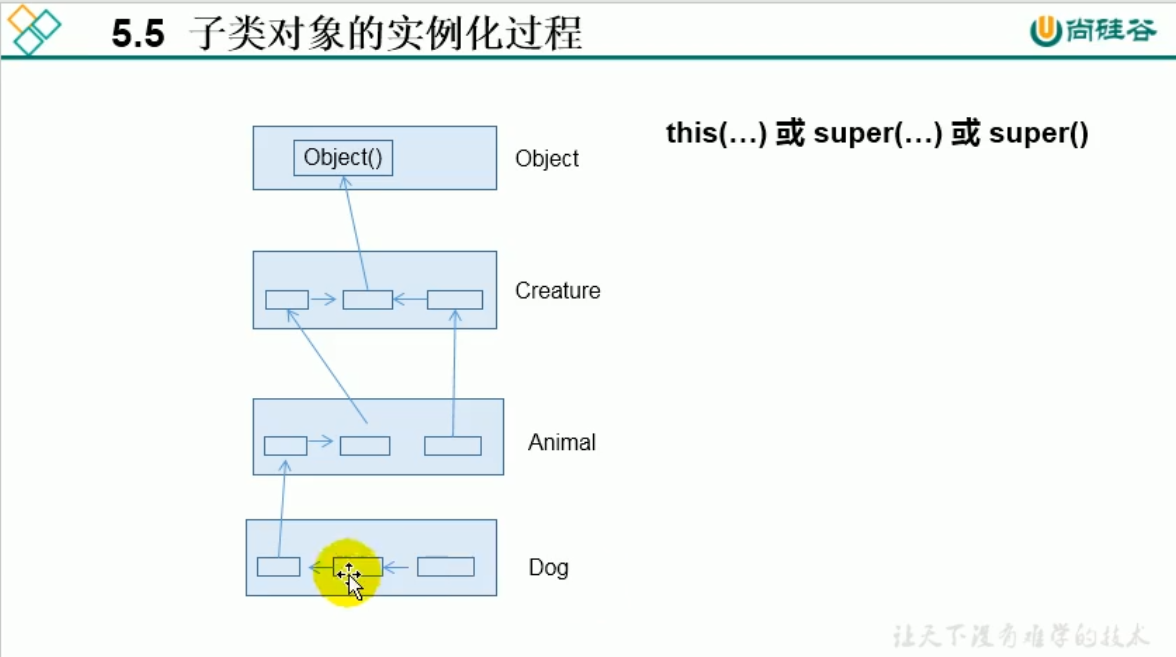 5.5 子类对象的实例化过程
尚硅谷
this(…) 或 super(…) 或 super()
Object()
Object
Creature
Animal
Dog
让天下没有难学的技术